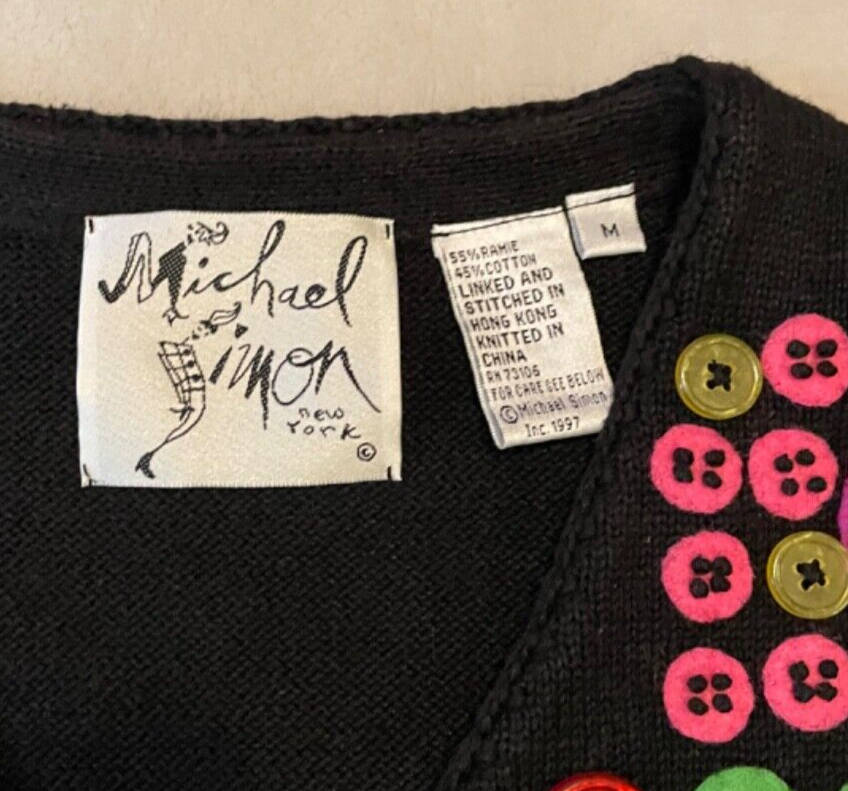 Michael
Simon
new
York
©
55% RAMIE
45% COTTON
LINKED AND
STITCHED IN
HONG KONG
KNITTED IN
CHINA
RN 73106
FOR CARE SEE BELOW
© Michael Simon
Inc. 1997
M